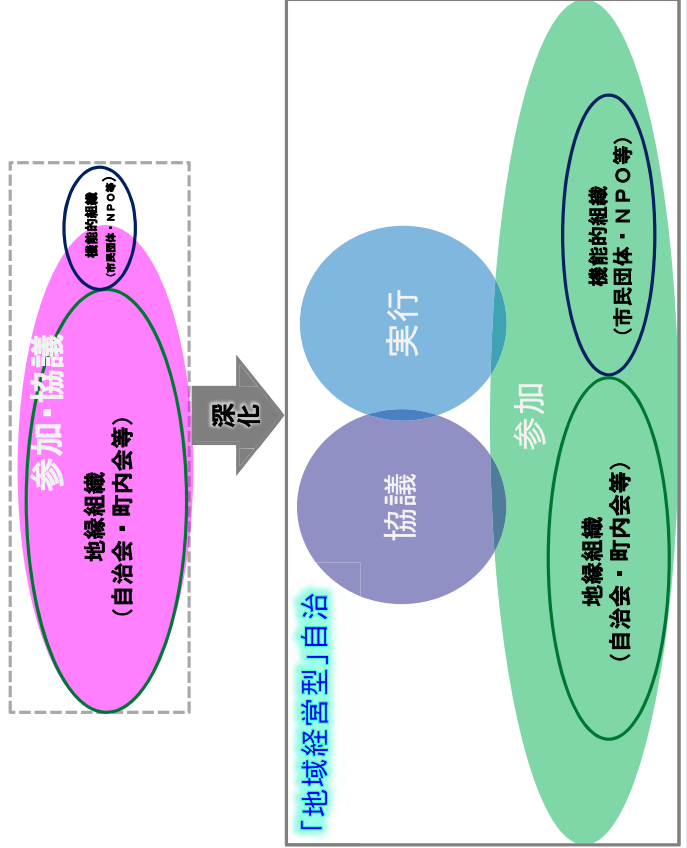 参加・協議
地縁組織
（自治会・町内会等）
機能的組織
（市民団体・ＮＰＯ等）
深化
「地域経営型」自治
協議
実行
参加
地縁組織
（自治会・町内会等）
機能的組織
（市民団体・ＮＰＯ等）